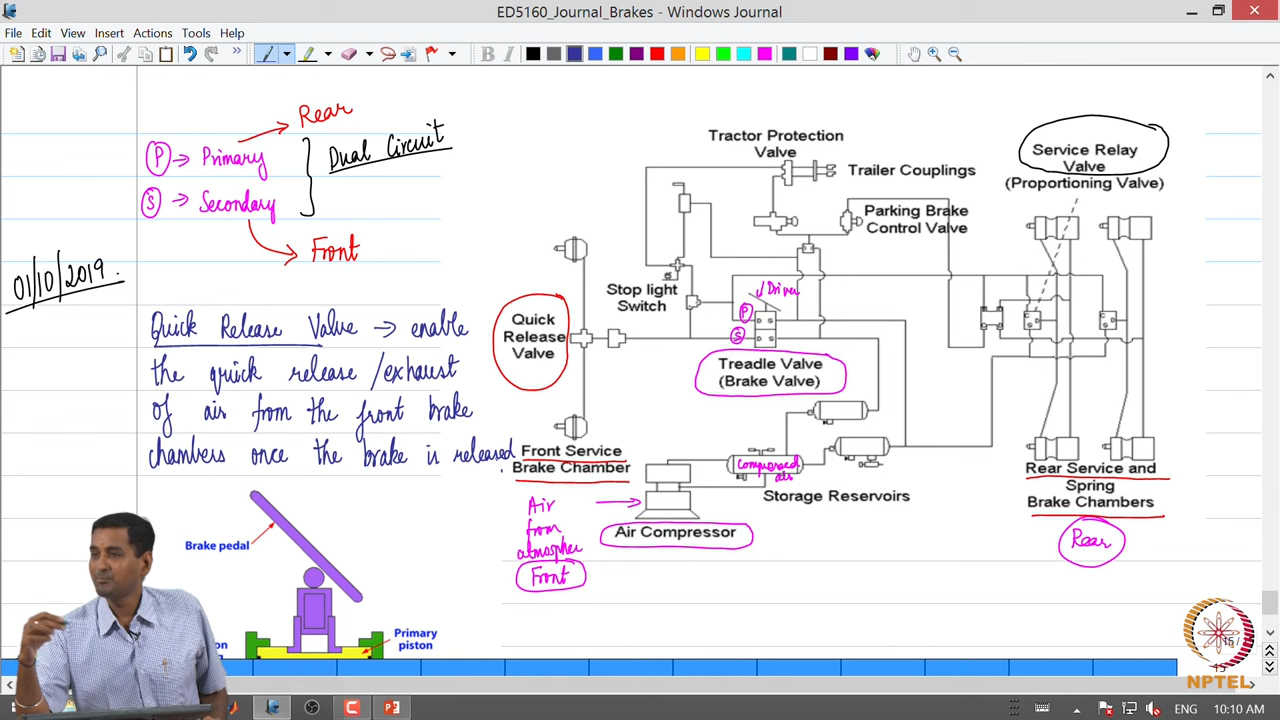 ED5160_Journal_Brakes - Windows Journal
File Edit View Insert Actions Tools Help
Rear
P → Primary
S → Secondary
Dual Circuit
Front
01/10/2019.
Quick Release Valve → enable
the quick release/exhaust
of air from the front brake
chambers once the brake is released.
Brake pedal
Primary
piston
Tractor Protection
Valve
Trailer Couplings
Service Relay
Valve
(Proportioning Valve)
Parking Brake
Control Valve
Stop light
Switch
Driver
P
S
Quick
Release
Valve
Treadle Valve
(Brake Valve)
Front Service
Brake Chamber
Compressed
air
Storage Reservoirs
Air Compressor
Air
from
atmospher
Front
Rear Service and
Spring
Brake Chambers
Rear
15
NPTEL
ENG 10:10 AM